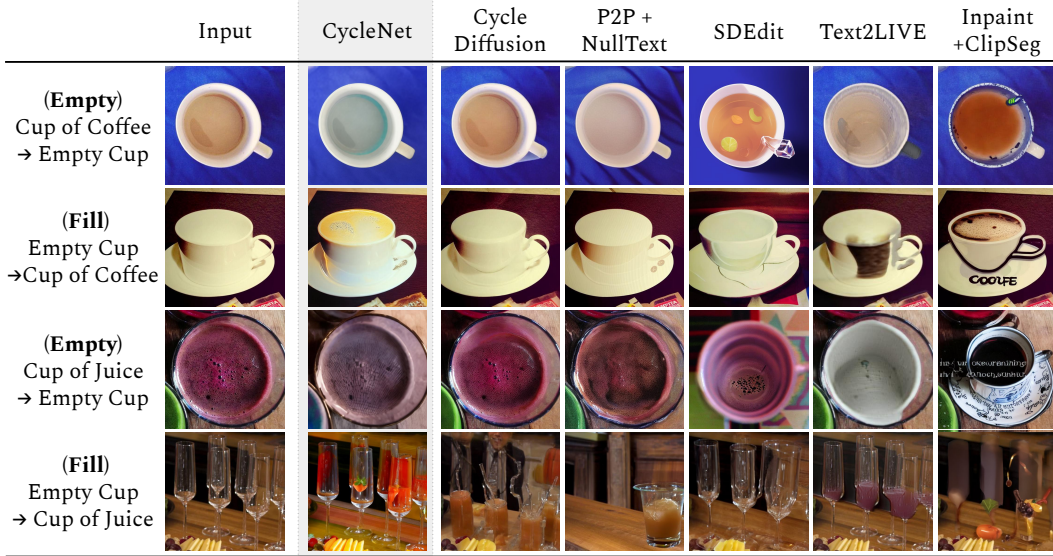 Input
CycleNet
Cycle
Diffusion
P2P +
NullText
SDEdit
Text2LIVE
Inpaint
+ClipSeg
(Empty)
Cup of Coffee
→ Empty Cup
(Fill)
Empty Cup
→Cup of Coffee
COOUFE
(Empty)
Cup of Juice
→ Empty Cup
(Fill)
Empty Cup
→ Cup of Juice